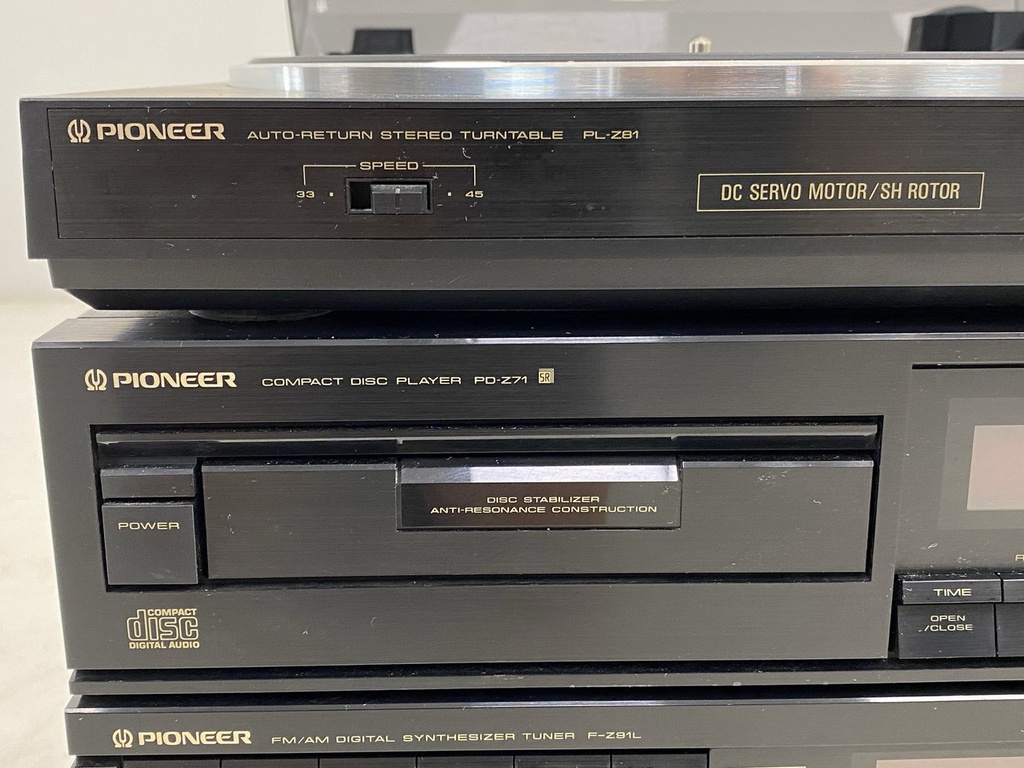 PIONEER AUTO-RETURN STEREO TURNTABLE PL-Z81
SPEED
33 45
DC SERVO MOTOR/SH ROTOR
PIONEER COMPACT DISC PLAYER PD-Z71 SR
DISC STABILIZER
ANTI-RESONANCE CONSTRUCTION
POWER
COMPACT
disc
DIGITAL AUDIO
TIME
OPEN
/CLOSE
PIONEER FM/AM DIGITAL SYNTHESIZER TUNER F-Z91L